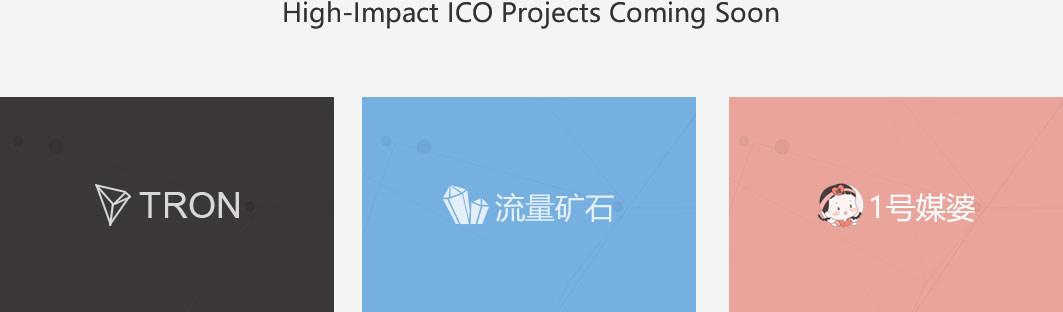 High-Impact ICO Projects Coming Soon
TRON
流量矿石
1号媒婆